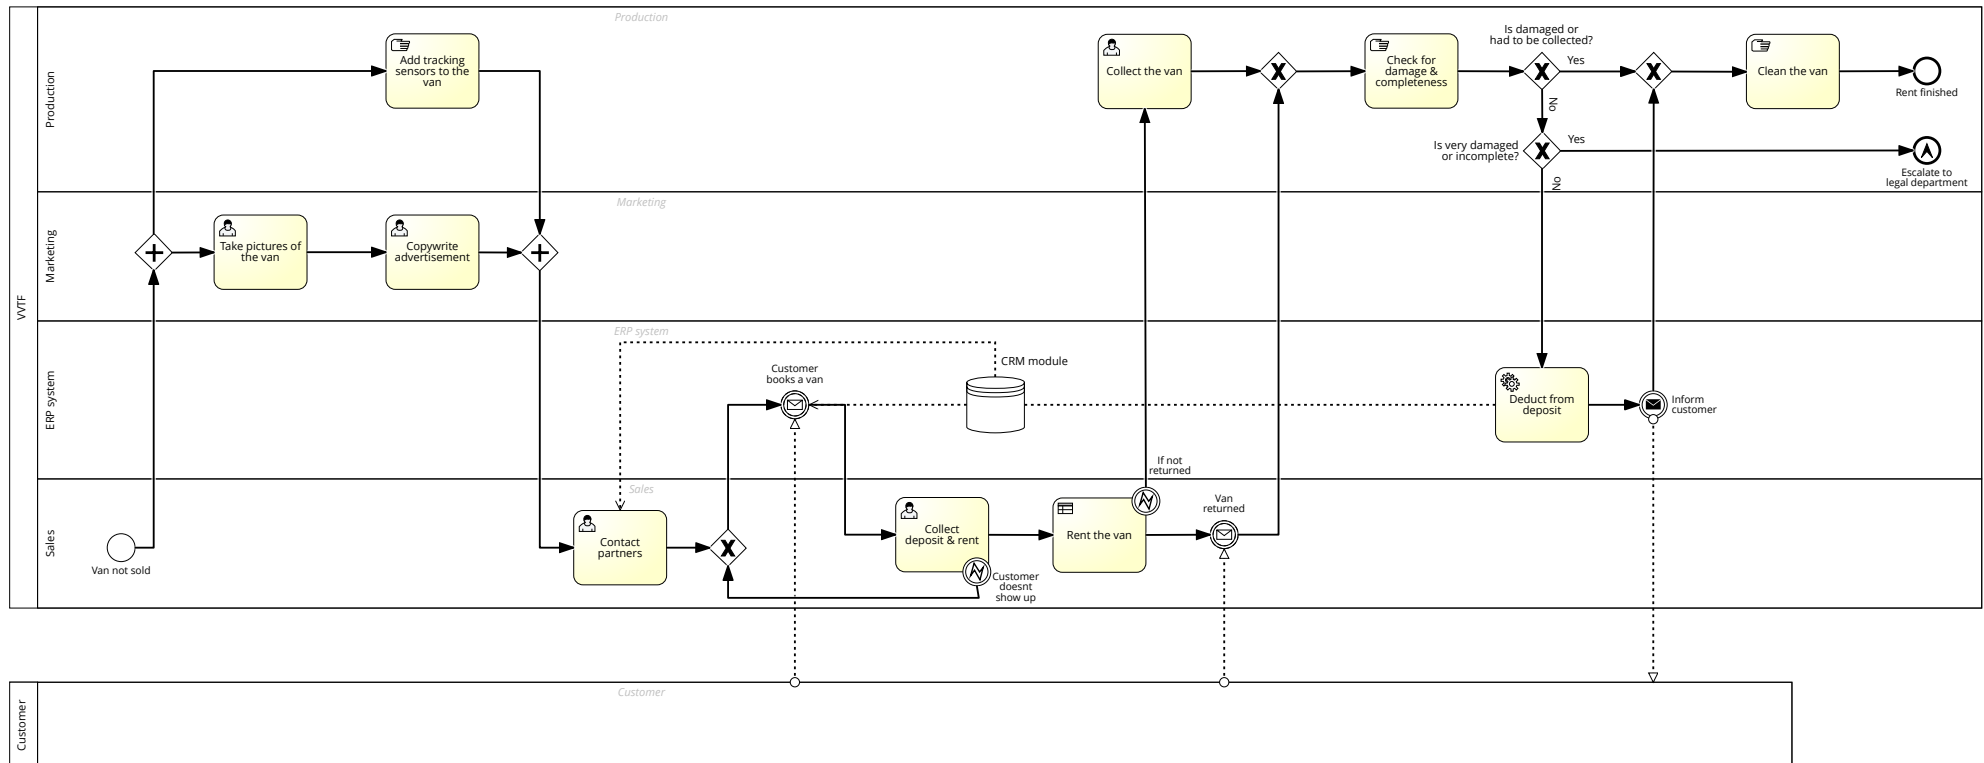 VVTF
Production
Production
Add tracking
sensors to the
van
Collect the van
Check for
damage &
completeness
Is damaged or
had to be collected?
Yes
No
Clean the van
Rent finished
Is very damaged
or incomplete?
Yes
No
Escalate to
legal department
Marketing
Marketing
Take pictures of
the van
Copywrite
advertisement
ERP system
ERP system
Customer
books a van
CRM module
Deduct from
deposit
Inform
customer
Sales
Sales
Van not sold
Contact
partners
Collect
deposit & rent
Customer
doesnt
show up
Rent the van
If not
returned
Van
returned
Customer
Customer